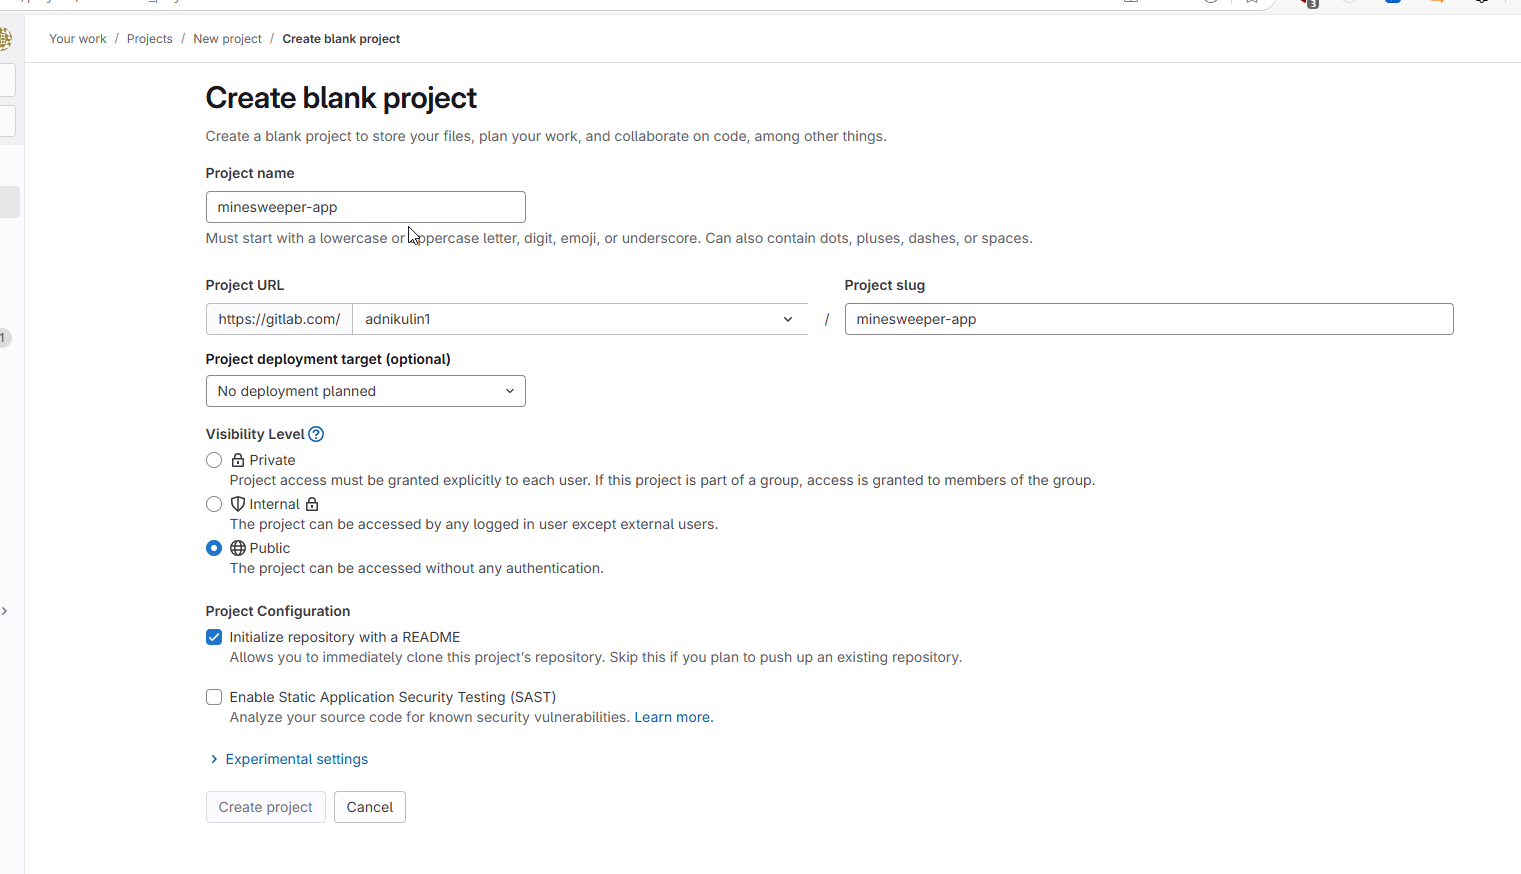 Your work / Projects / New project / Create blank project
Create blank project
Create a blank project to store your files, plan your work, and collaborate on code, among other things.
Project name
minesweeper-app
Must start with a lowercase or uppercase letter, digit, emoji, or underscore. Can also contain dots, pluses, dashes, or spaces.
Project URL
https://gitlab.com/ adnikulin1 /
Project slug
minesweeper-app
Project deployment target (optional)
No deployment planned
Visibility Level
Private
Project access must be granted explicitly to each user. If this project is part of a group, access is granted to members of the group.
Internal
The project can be accessed by any logged in user except external users.
Public
The project can be accessed without any authentication.
Project Configuration
Initialize repository with a README
Allows you to immediately clone this project's repository. Skip this if you plan to push up an existing repository.
Enable Static Application Security Testing (SAST)
Analyze your source code for known security vulnerabilities. Learn more.
Experimental settings
Create project Cancel
3
1